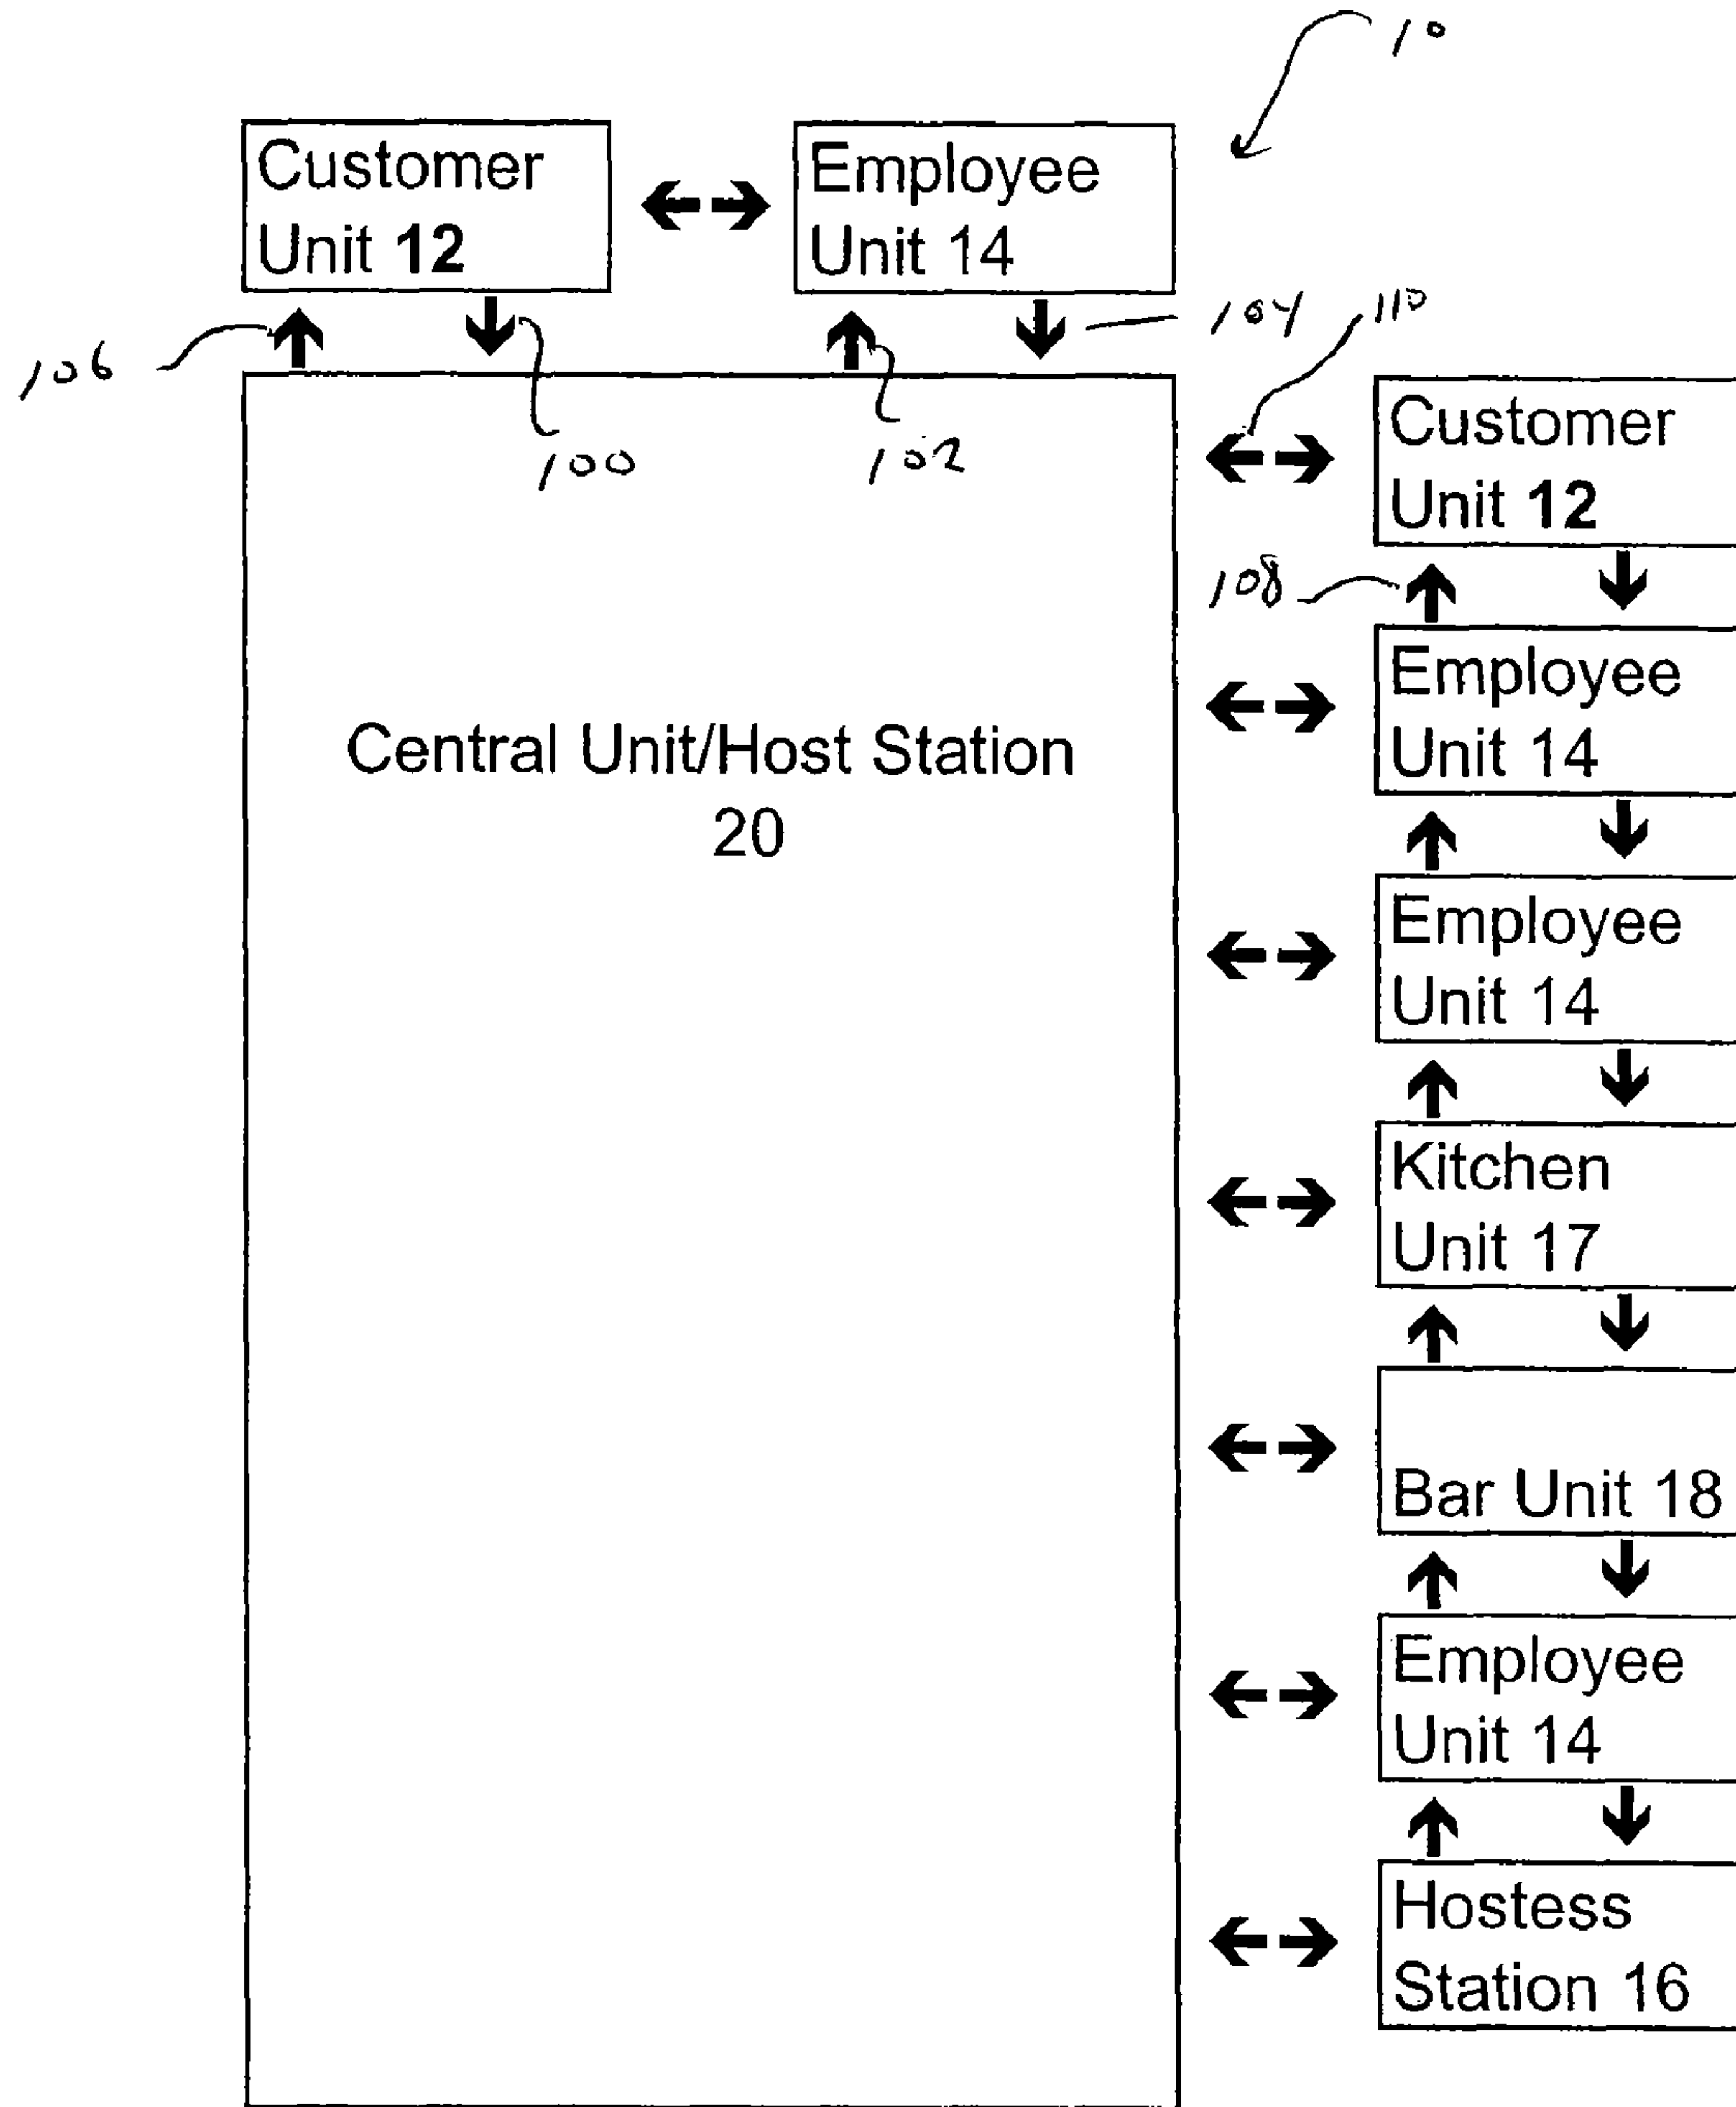 10
Customer
Unit 12
Employee
Unit 14
106
100
102
104
110
Customer
Unit 12
108
Employee
Unit 14
Central Unit/Host Station
20
Employee
Unit 14
Kitchen
Unit 17
Bar Unit 18
Employee
Unit 14
Hostess
Station 16